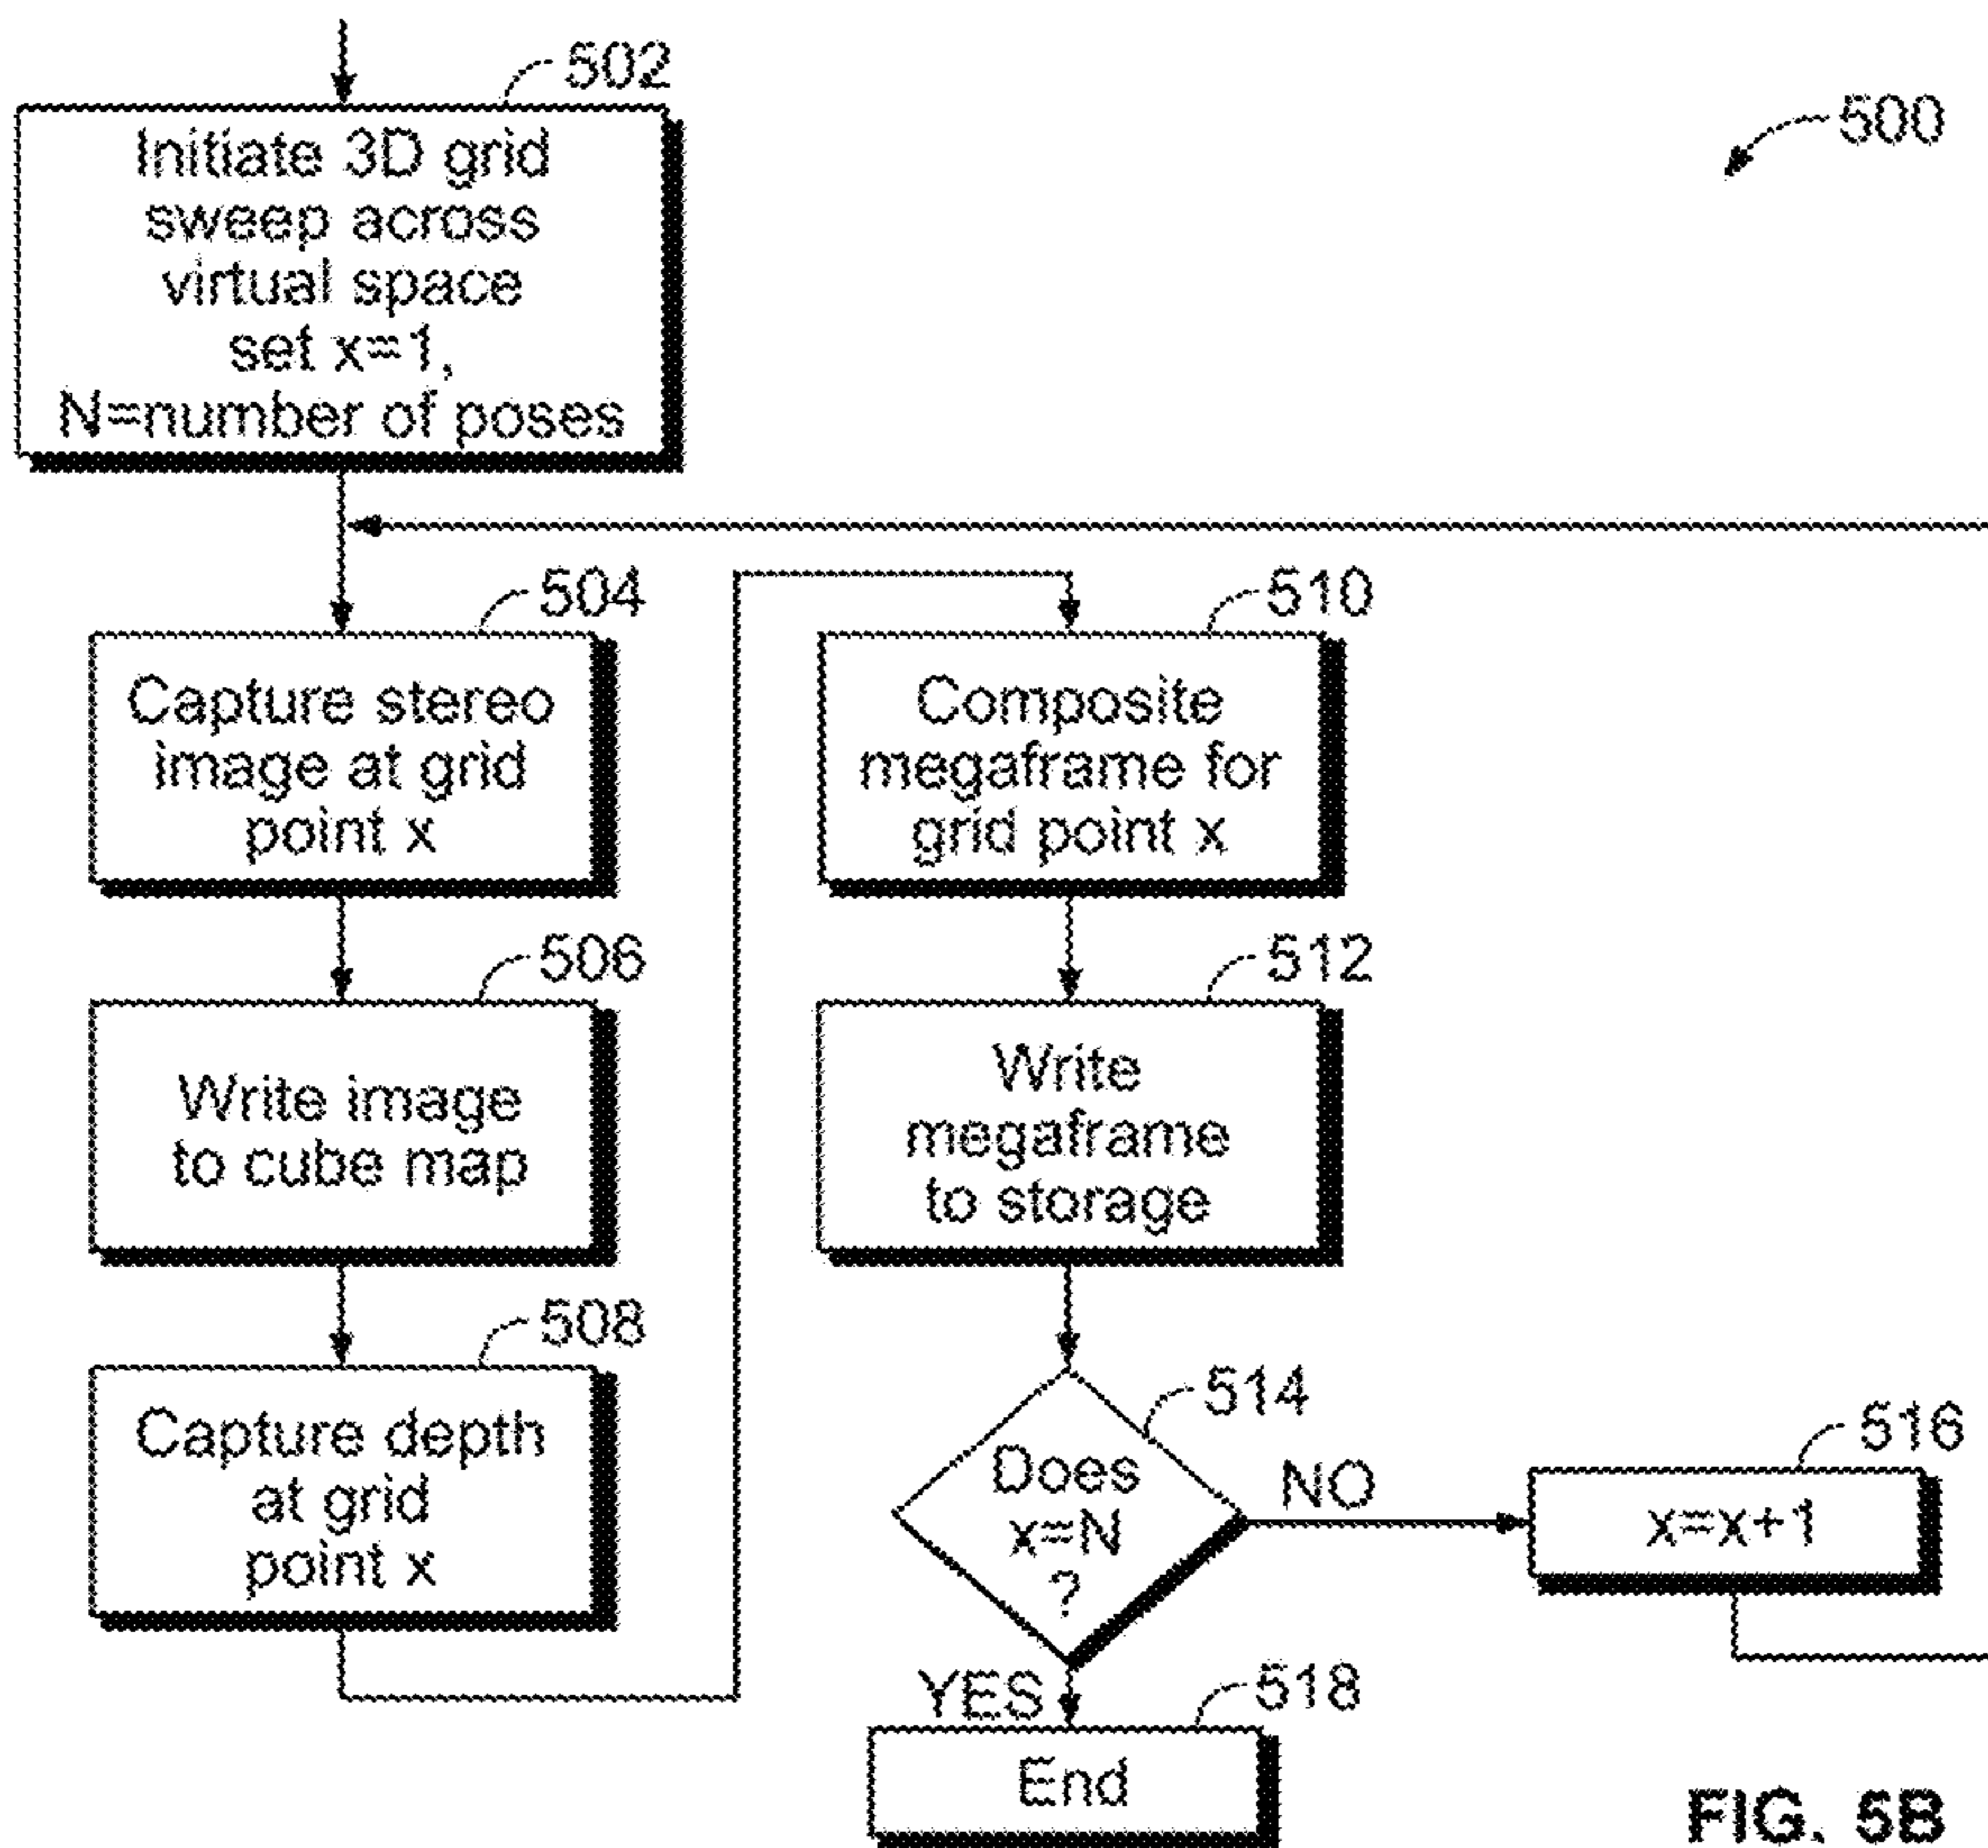 502
Initiate 3D grid
sweep across
virtual space
set x=1,
N=number of poses
500
504
Capture stereo
image at grid
point x
506
Write image
to cube map
508
Capture depth
at grid
point x
510
Composite
megaframe for
grid point x
512
Write
megaframe
to storage
514
Does
x=N
?
NO
516
x=x+1
YES
518
End
FIG. 5B